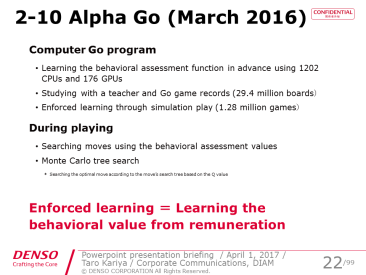 2-10 Alpha Go (March 2016)
CONFIDENTIAL
Computer Go program
• Learning the behavioral assessment function in advance using 1202
CPUs and 176 GPUs
• Studying with a teacher and Go game records (29.4 million boards）
• Enforced learning through simulation play (1.28 million games）
During playing
• Searching moves using the behavioral assessment values
• Monte Carlo tree search
• Searching the optimal move according to the move's search tree based on the Q value
Enforced learning ＝ Learning the
behavioral value from remuneration
DENSO
Crafting the Core
Powerpoint presentation briefing / April 1, 2017 /
Taro Kariya / Corporate Communications, DIAM
© DENSO CORPORATION All Rights Reserved.
22/99